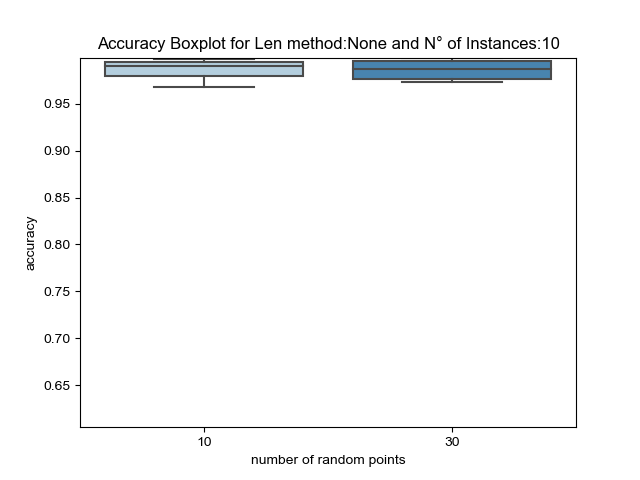 Accuracy Boxplot for Len method:None and N° of Instances:10
0.95
0.90
0.85
0.80
0.75
0.70
0.65
accuracy
10 30
number of random points